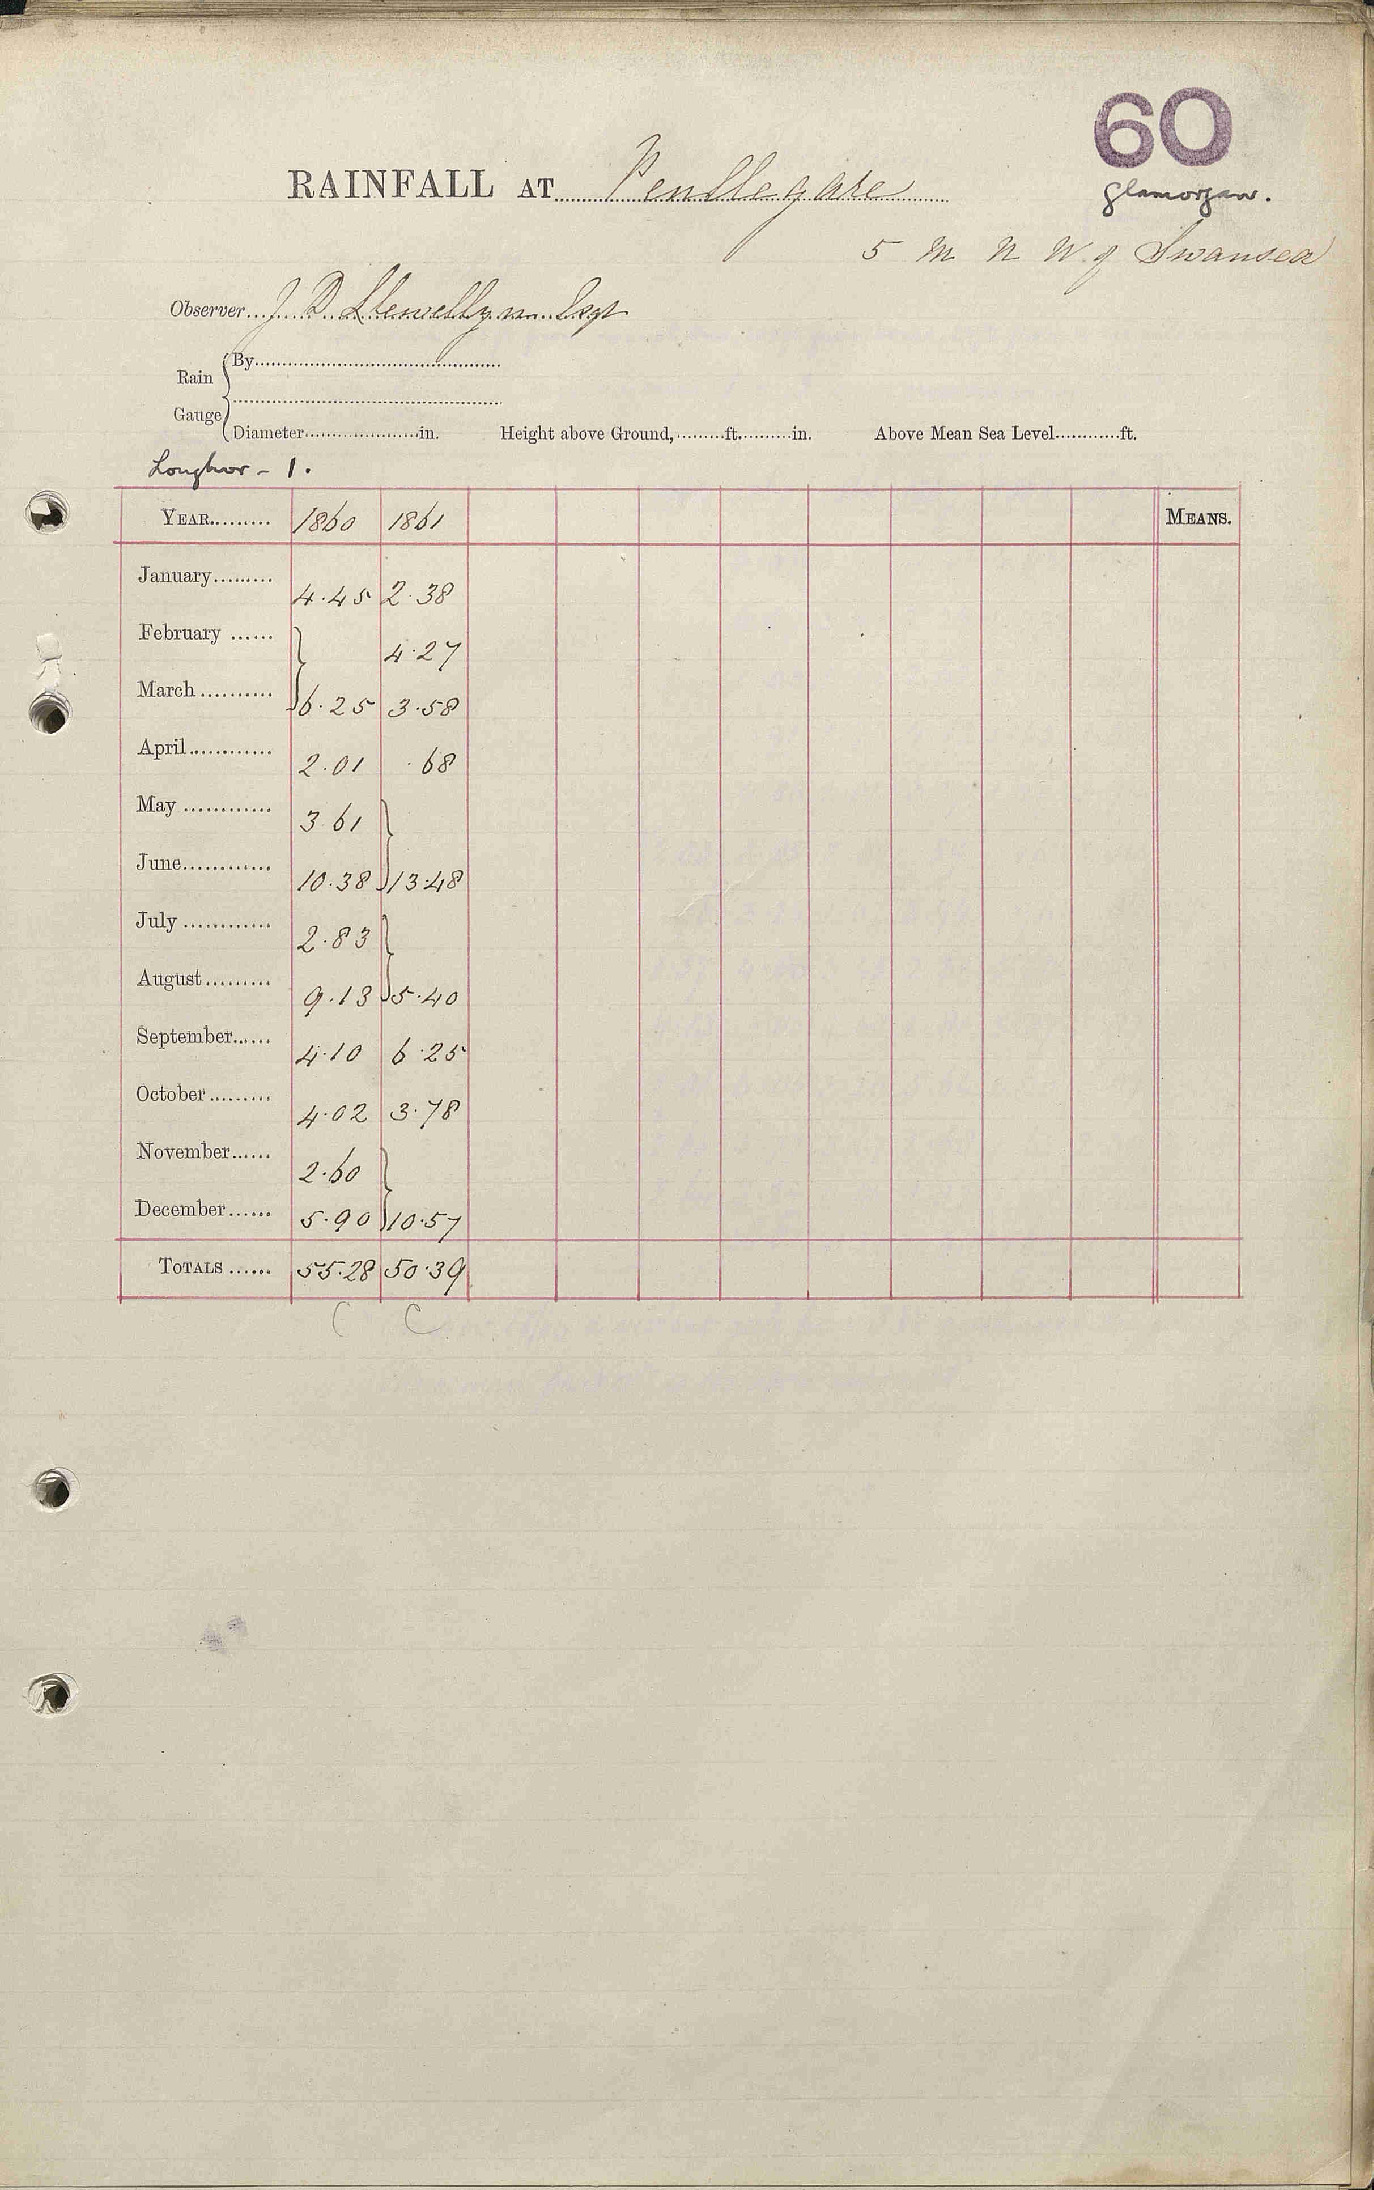 60
RAINFALL AT Penllegare
Glamorgan.
5 M N W of Swansea
Observer J D Llewellyn Esqr
Rain Gauge { By
Diameter in. Height above Ground, ft. in. Above Mean Sea Level ft.
Loughor - 1.
YEAR 1860 1861 MEANS.
January 4.45 2.38
February } 4.27
March } 6.25 3.58
April 2.01 .68
May 3.61 }
June 10.38 } 13.48
July 2.83 }
August 9.13 } 5.40
September 4.10 6.25
October 4.02 3.78
November 2.60 }
December 5.90 } 10.57
TOTALS 55.28 50.39
C C